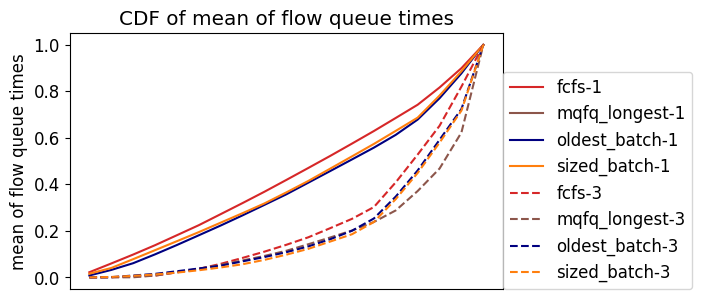 CDF of mean of flow queue times
mean of flow queue times
1.0
0.8
0.6
0.4
0.2
0.0
fcfs-1
mqfq_longest-1
oldest_batch-1
sized_batch-1
fcfs-3
mqfq_longest-3
oldest_batch-3
sized_batch-3